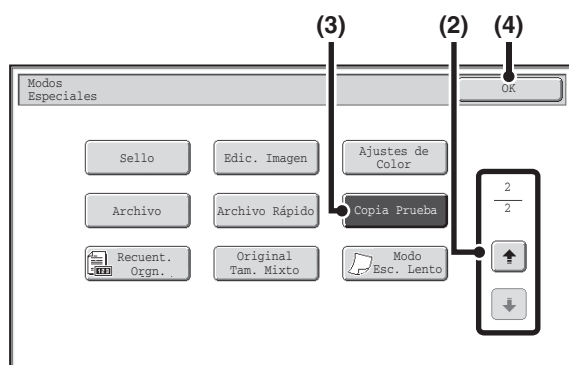 (3) (2) (4)
Modos
Especiales
OK
Sello
Edic. Imagen
Ajustes de
Color
Archivo
Archivo Rápido
Copia Prueba
2
2
Recuent.
Orgn.
123
Original
Tam. Mixto
Modo
Esc. Lento